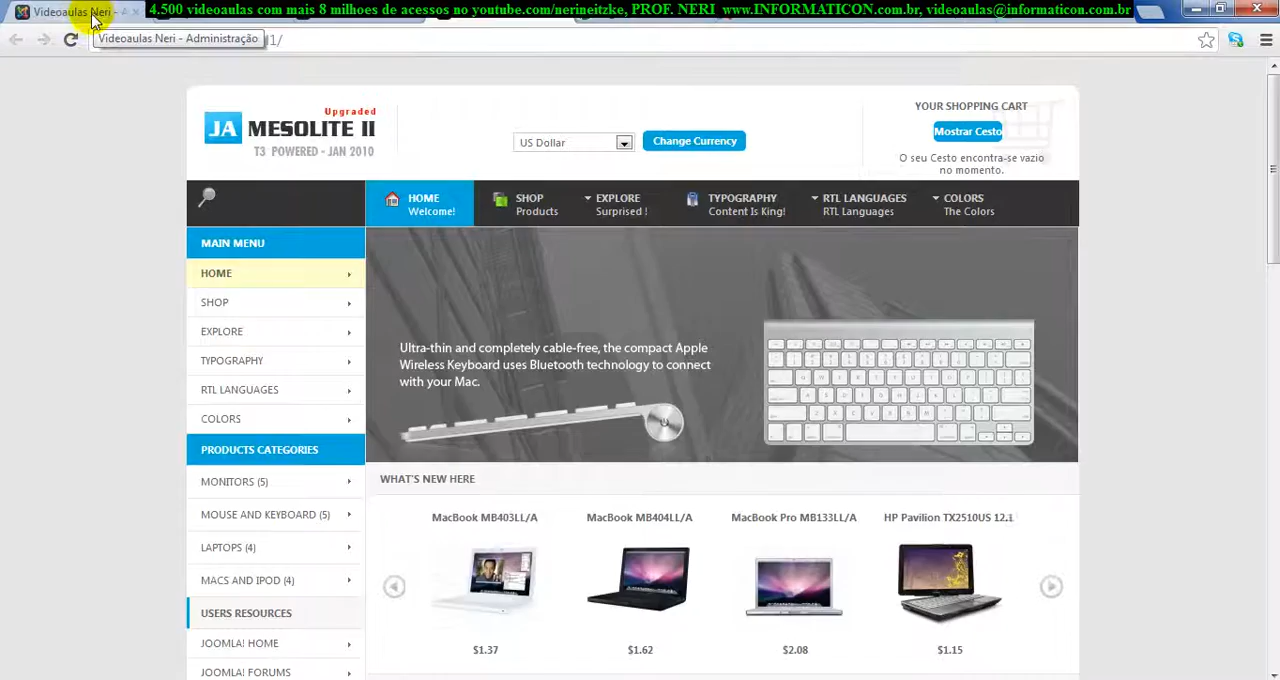 Videoaulas Neri -
4.500 videoaulas com mais 8 milhoes de acessos no youtube.com/nerineitzke, PROF. NERI www.INFORMATICON.com.br, videoaulas@informaticon.com.br
Videoaulas Neri - Administração
1/
Upgraded
JA MESOLITE II
T3 POWERED - JAN 2010
US Dollar
Change Currency
YOUR SHOPPING CART
Mostrar Cesto
O seu Cesto encontra-se vazio
no momento.
HOME
Welcome!
SHOP
Products
EXPLORE
Surprised !
TYPOGRAPHY
Content Is King!
RTL LANGUAGES
RTL Languages
COLORS
The Colors
MAIN MENU
HOME
SHOP
EXPLORE
TYPOGRAPHY
RTL LANGUAGES
COLORS
PRODUCTS CATEGORIES
MONITORS (5)
MOUSE AND KEYBOARD (5)
LAPTOPS (4)
MACS AND IPOD (4)
USERS RESOURCES
JOOMLA! HOME
JOOMLA! FORUMS
Ultra-thin and completely cable-free, the compact Apple
Wireless Keyboard uses Bluetooth technology to connect
with your Mac.
WHAT'S NEW HERE
MacBook MB403LL/A
MacBook MB404LL/A
MacBook Pro MB133LL/A
HP Pavilion TX2510US 12.1
$1.37
$1.62
$2.08
$1.15